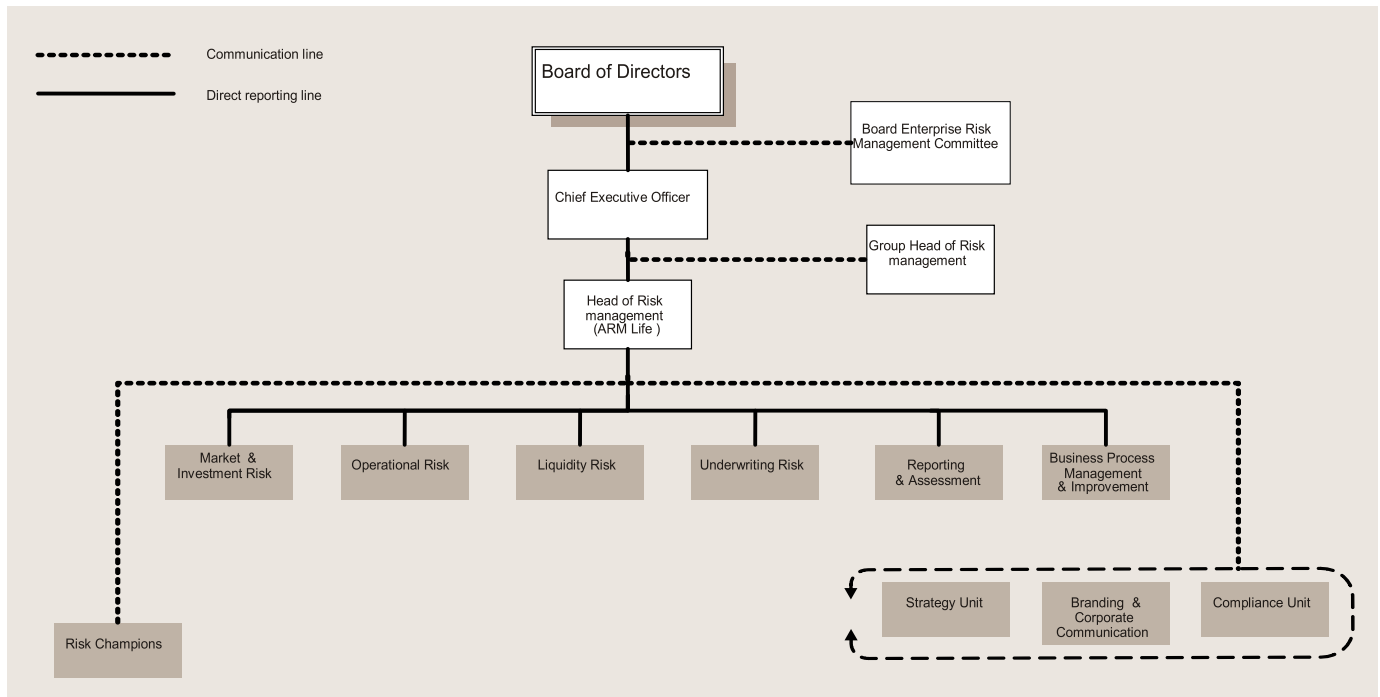 Communication line
Direct reporting line
Board of Directors
Board Enterprise Risk
Management Committee
Chief Executive Officer
Group Head of Risk
management
Head of Risk
management
(ARM Life )
Market &
Investment Risk
Operational Risk
Liquidity Risk
Underwriting Risk
Reporting
& Assessment
Business Process
Management
& Improvement
Strategy Unit
Branding &
Corporate
Communication
Compliance Unit
Risk Champions